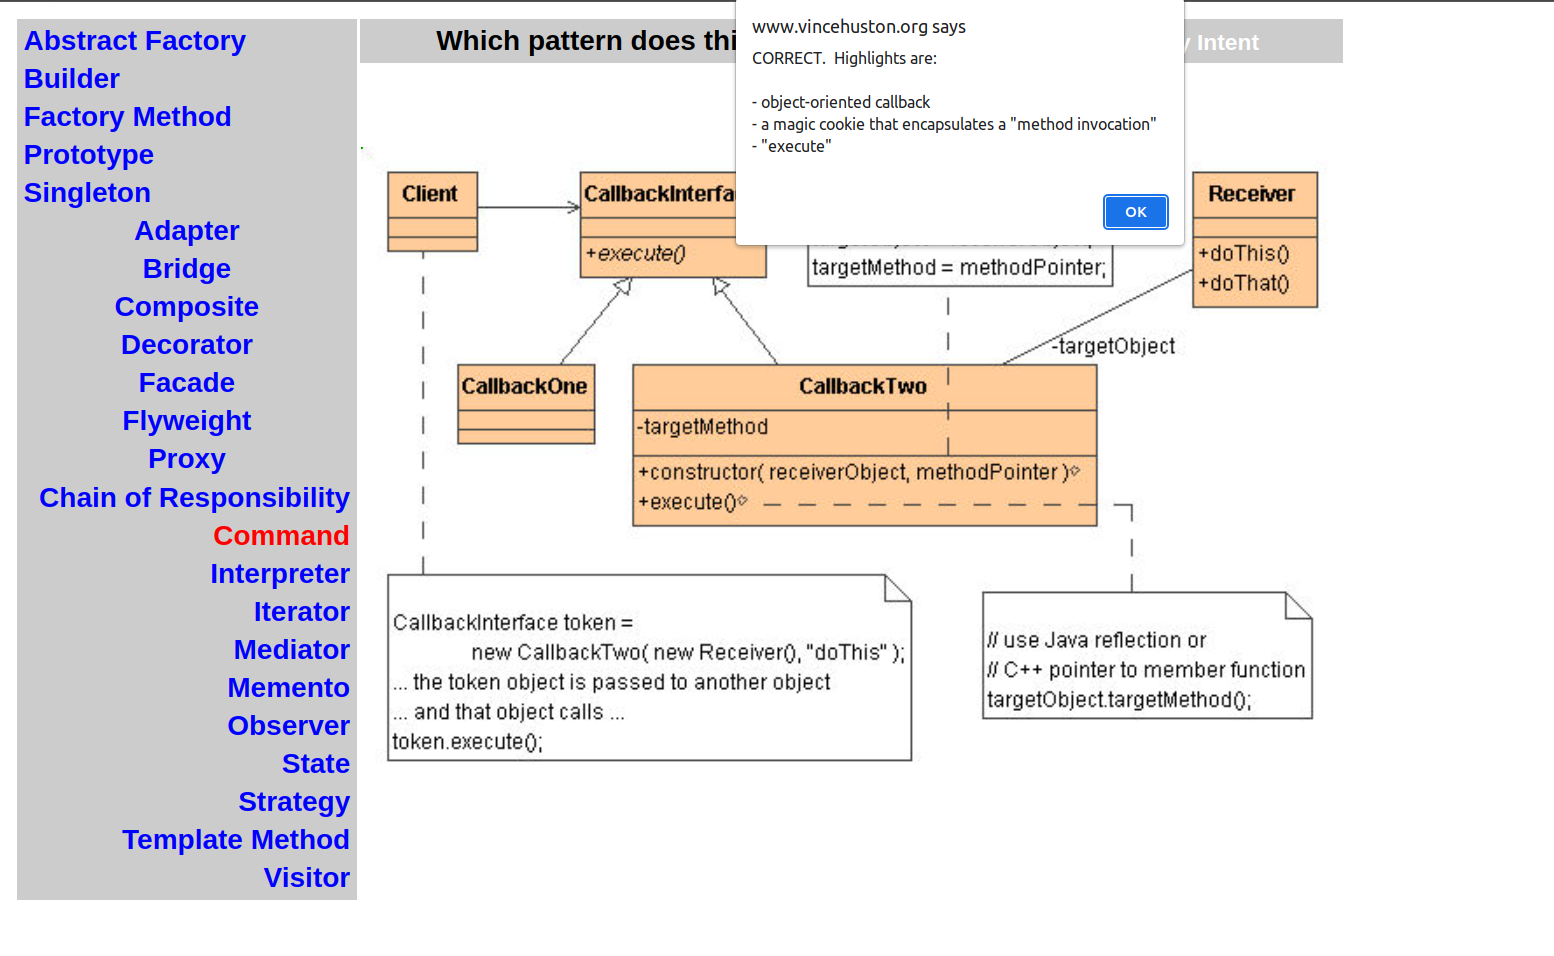 Abstract Factory
Builder
Factory Method
Prototype
Singleton
Adapter
Bridge
Composite
Decorator
Facade
Flyweight
Proxy
Chain of Responsibility
Command
Interpreter
Iterator
Mediator
Memento
Observer
State
Strategy
Template Method
Visitor
Which pattern does
Intent
www.vincehuston.org says
CORRECT. Highlights are:
- object-oriented callback
- a magic cookie that encapsulates a "method invocation"
- "execute"
OK
Client
+execute()
targetMethod = methodPointer;
Receiver
+doThis()
+doThat()
-targetObject
CallbackOne
CallbackTwo
-targetMethod
+constructor( receiverObject, methodPointer )
+execute()
CallbackInterface token =
new CallbackTwo( new Receiver(), "doThis" );
... the token object is passed to another object
... and that object calls ...
token.execute();
// use Java reflection or
// C++ pointer to member function
targetObject.targetMethod();